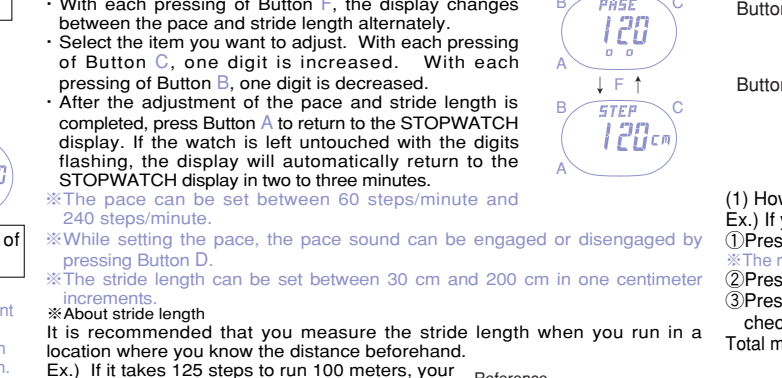 · With each pressing of Button F, the display changes
between the pace and stride length alternately.
· Select the item you want to adjust. With each pressing
of Button C, one digit is increased. With each
pressing of Button B, one digit is decreased.
· After the adjustment of the pace and stride length is
completed, press Button A to return to the STOPWATCH
display. If the watch is left untouched with the digits
flashing, the display will automatically return to the
STOPWATCH display in two to three minutes.
※The pace can be set between 60 steps/minute and
240 steps/minute.
※While setting the pace, the pace sound can be engaged or disengaged by
pressing Button D.
※The stride length can be set between 30 cm and 200 cm in one centimeter
increments.
※About stride length
It is recommended that you measure the stride length when you run in a
location where you know the distance beforehand.
Ex.) If it takes 125 steps to run 100 meters, your
Reference
B PASE C
120
A
↓ F ↑
B STEP C
120cm
A
of
(1) How
Ex.) If
①Pres
※The
②Pres
③Pres
chec
Total